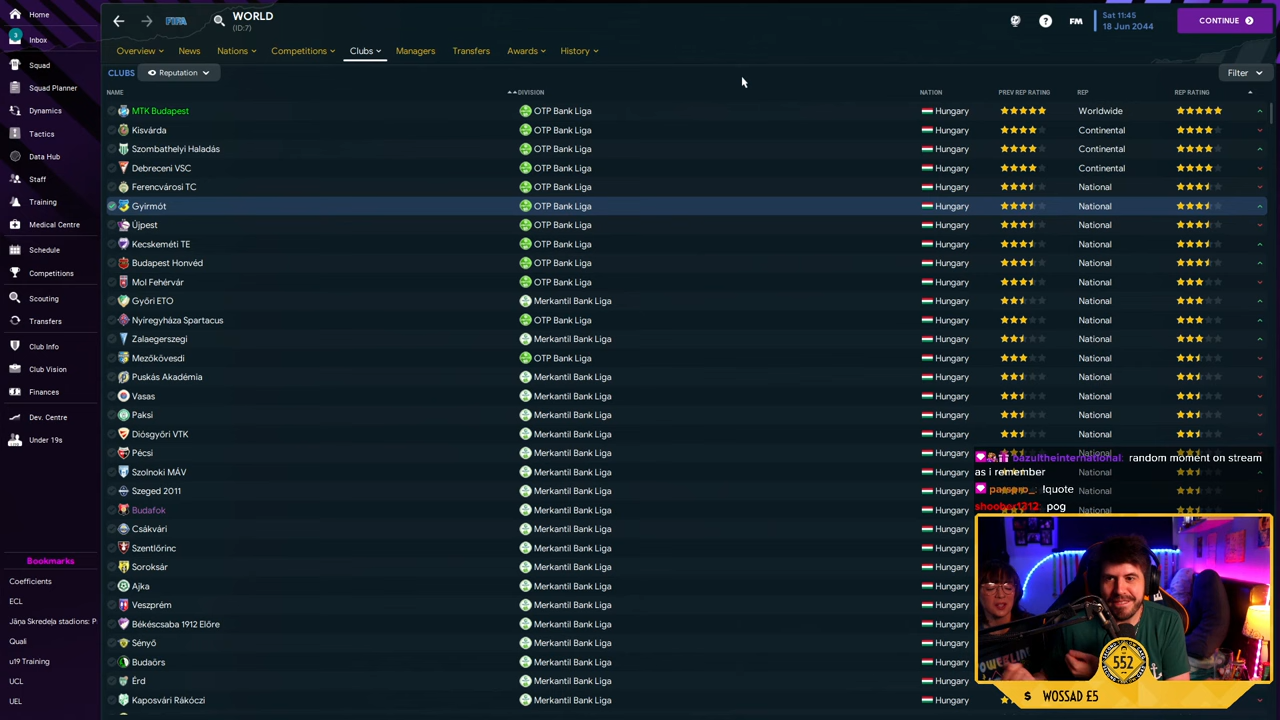 Home
FIFA
WORLD
(ID:7)
FM
Sat 11:45
18 Jun 2044
CONTINUE
3
Inbox
Overview
News
Nations
Competitions
Clubs
Managers
Transfers
Awards
History
Squad
CLUBS
Reputation
Filter
Squad Planner
NAME
DIVISION
NATION
PREV REP RATING
REP
REP RATING
Dynamics
MTK Budapest OTP Bank Liga Hungary Worldwide
Tactics
Kisvárda OTP Bank Liga Hungary Continental
Data Hub
Szombathelyi Haladás OTP Bank Liga Hungary Continental
Staff
Debreceni VSC OTP Bank Liga Hungary Continental
Training
Ferencvárosi TC OTP Bank Liga Hungary National
Gyirmót OTP Bank Liga Hungary National
Medical Centre
Újpest OTP Bank Liga Hungary National
Schedule
Kecskeméti TE OTP Bank Liga Hungary National
Competitions
Budapest Honvéd OTP Bank Liga Hungary National
Mol Fehérvár OTP Bank Liga Hungary National
Scouting
Győri ETO Merkantil Bank Liga Hungary National
Transfers
Nyíregyháza Spartacus OTP Bank Liga Hungary National
Club Info
Zalaegerszegi Merkantil Bank Liga Hungary National
Club Vision
Mezőkövesdi OTP Bank Liga Hungary National
Finances
Puskás Akadémia Merkantil Bank Liga Hungary National
Vasas Merkantil Bank Liga Hungary National
Dev. Centre
Paksi Merkantil Bank Liga Hungary National
Under 19s
Diósgyőri VTK Merkantil Bank Liga Hungary National
Pécsi Merkantil Bank Liga Hungary National
bazultheinternational: random moment on stream
as i remember
Szolnoki MÁV Merkantil Bank Liga Hungary National
Szeged 2011 Merkantil Bank Liga Hungary National
!quote
shoober1312: pog
Budafok Merkantil Bank Liga Hungary
Csákvári Merkantil Bank Liga Hungary
Szentlőrinc Merkantil Bank Liga Hungary
Bookmarks
Soroksár Merkantil Bank Liga Hungary
Coefficients
Ajka Merkantil Bank Liga Hungary
ECL
Veszprém Merkantil Bank Liga Hungary
Jāņa Skredeļa stadions: P
Békéscsaba 1912 Előre Merkantil Bank Liga Hungary
Quali
Sényő Merkantil Bank Liga Hungary
u19 Training
Budaörs Merkantil Bank Liga Hungary
UCL
Érd Merkantil Bank Liga Hungary
UEL
Kaposvári Rákóczi Merkantil Bank Liga Hungary
552
$ WOSSAD £5